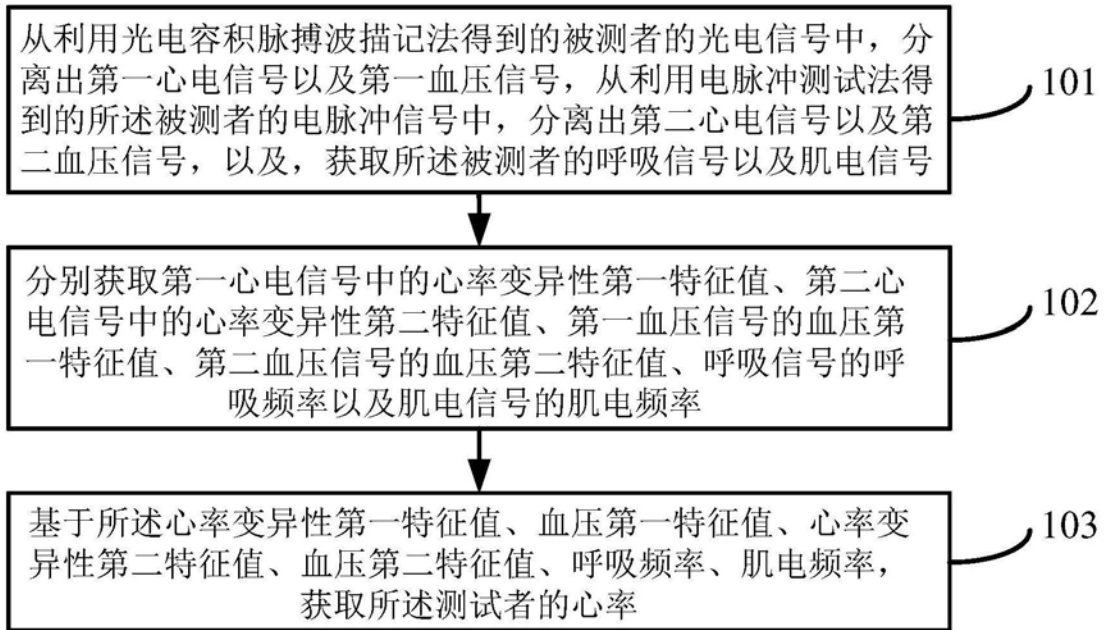 从利用光电容积脉搏波描记法得到的被测者的光电信号中，分
离出第一心电信号以及第一血压信号，从利用电脉冲测试法得
到的所述被测者的电脉冲信号中，分离出第二心电信号以及第
二血压信号，以及，获取所述被测者的呼吸信号以及肌电信号
101
分别获取第一心电信号中的心率变异性第一特征值、第二心
电信号中的心率变异性第二特征值、第一血压信号的血压第
一特征值、第二血压信号的血压第二特征值、呼吸信号的呼
吸频率以及肌电信号的肌电频率
102
基于所述心率变异性第一特征值、血压第一特征值、心率变
异性第二特征值、血压第二特征值、呼吸频率、肌电频率，
获取所述测试者的心率
103